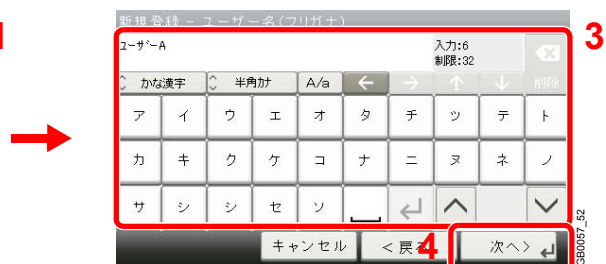 新規登録 - ユーザー名(フリガナ)
ﾕｰｻﾞｰA
入力:6
制限:32
3
かな漢字 半角ｶﾅ A/a ← → ↑ ↓ 削除
ア イ ウ エ オ タ チ ツ テ ト
カ キ ク ケ コ ナ ニ ヌ ネ ノ
サ シ シ セ ソ
キャンセル < 戻 4 次へ>
GB0057_52